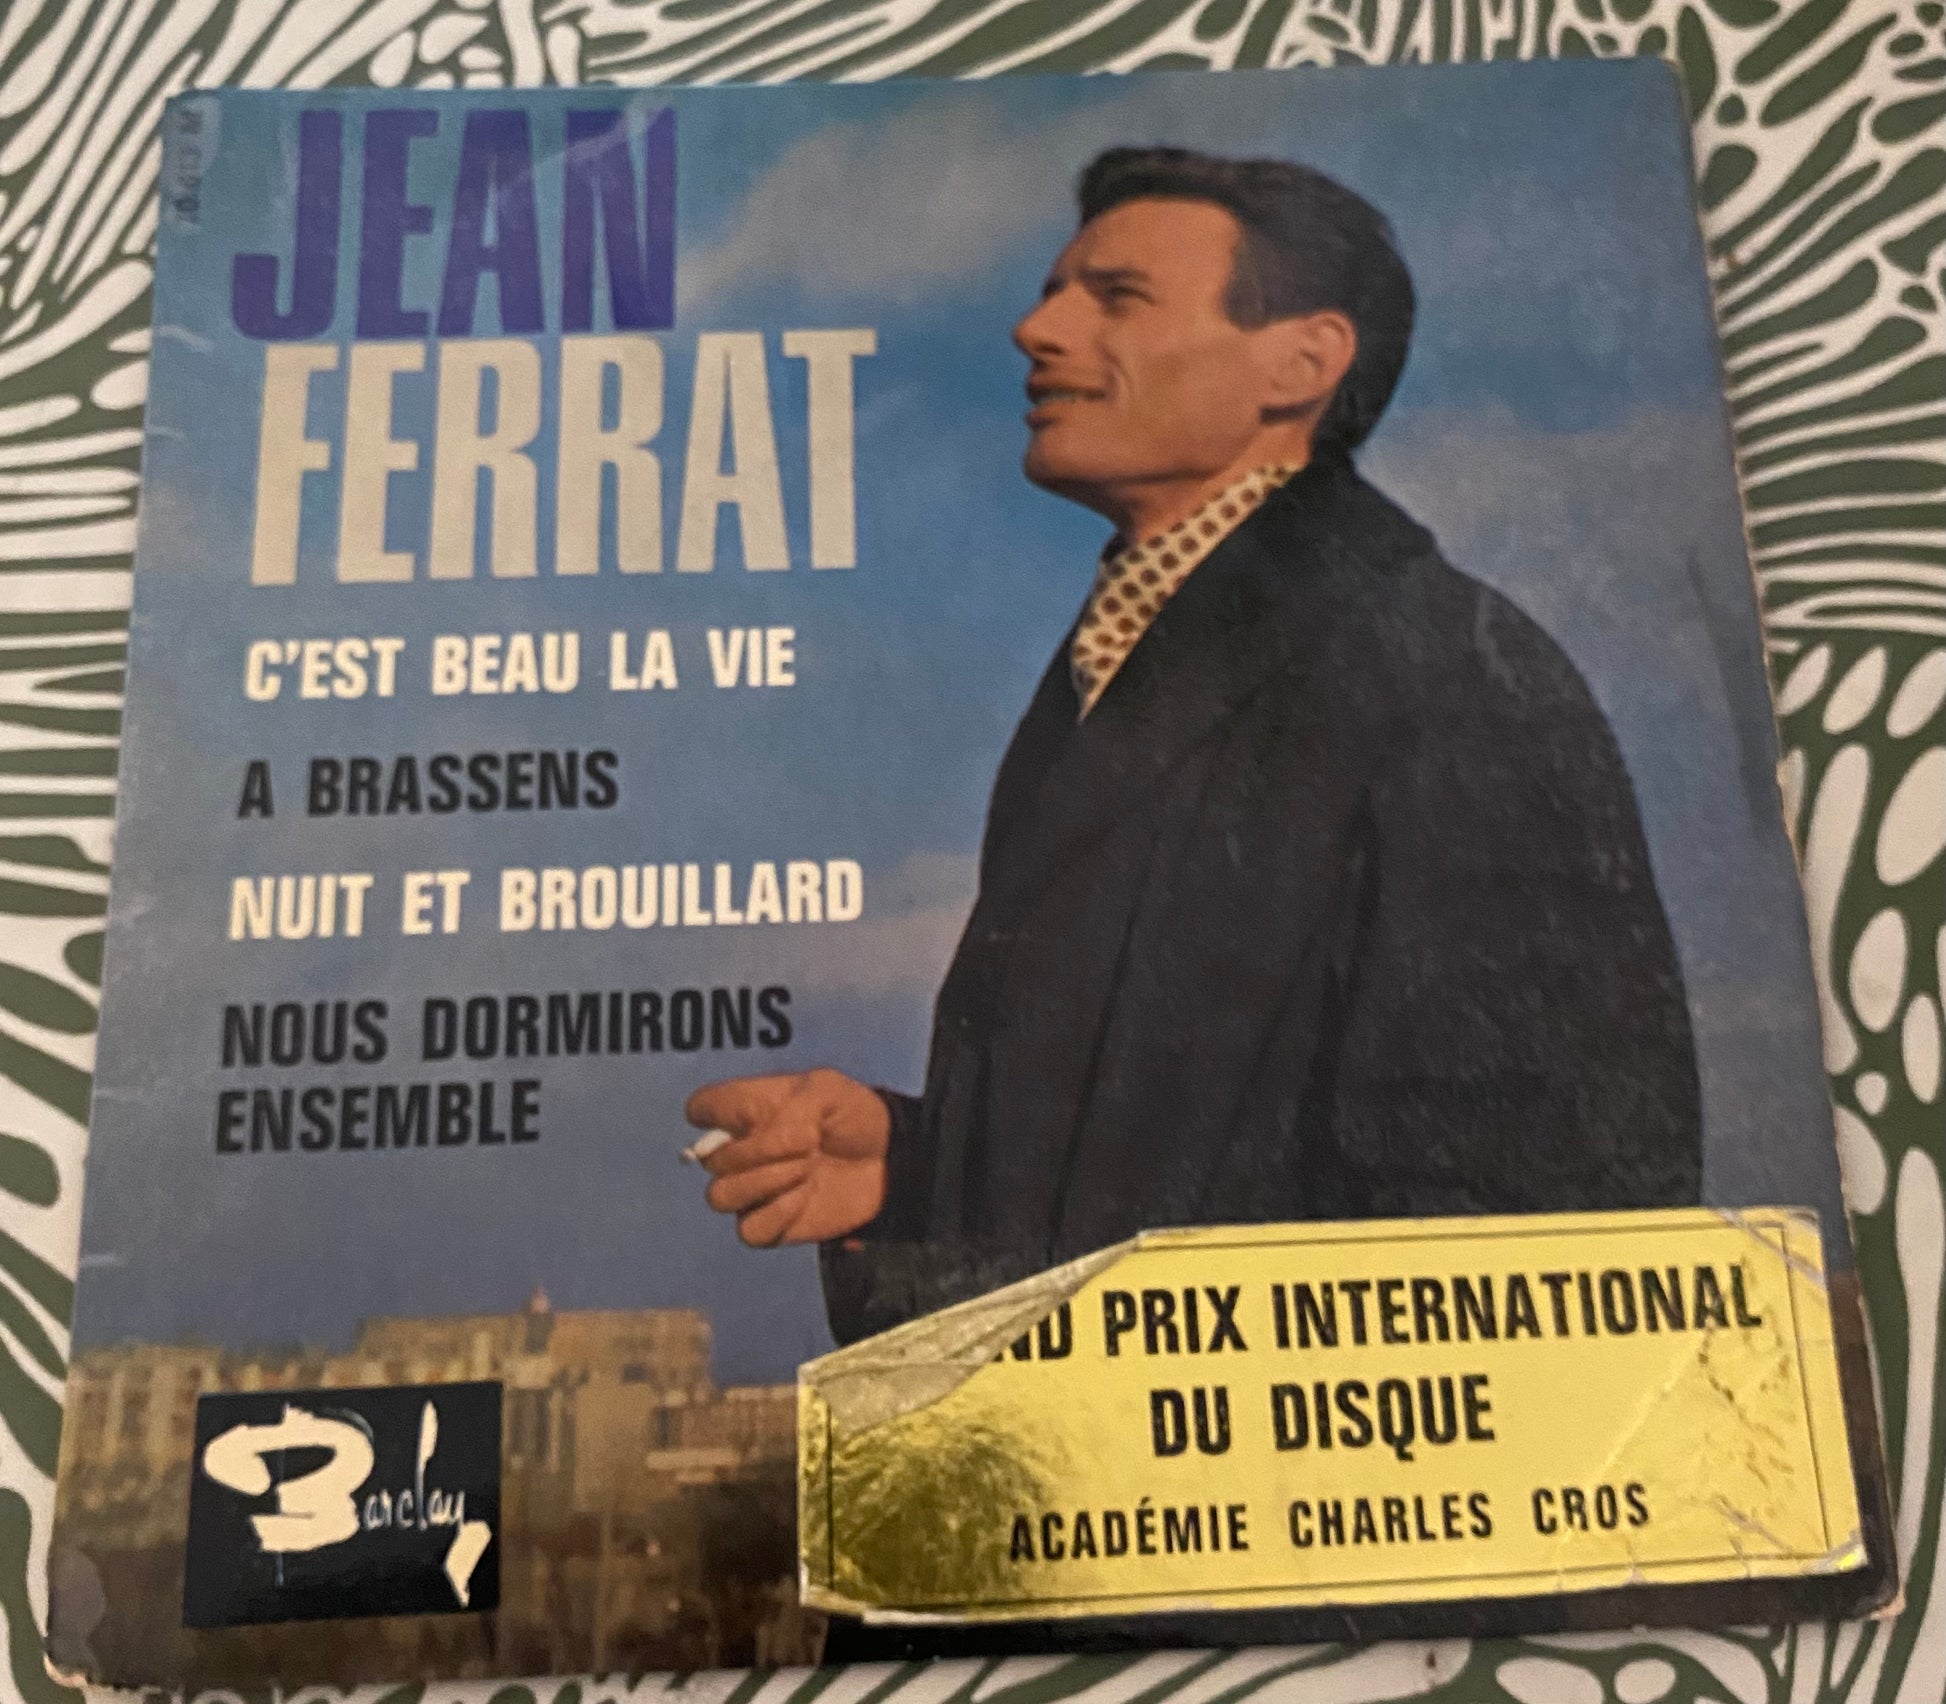 JEAN
FERRAT
C'EST BEAU LA VIE
A BRASSENS
NUIT ET BROUILLARD
NOUS DORMIRONS
ENSEMBLE
Barclay
ND PRIX INTERNATIONAL
DU DISQUE
ACADÉMIE CHARLES CROS